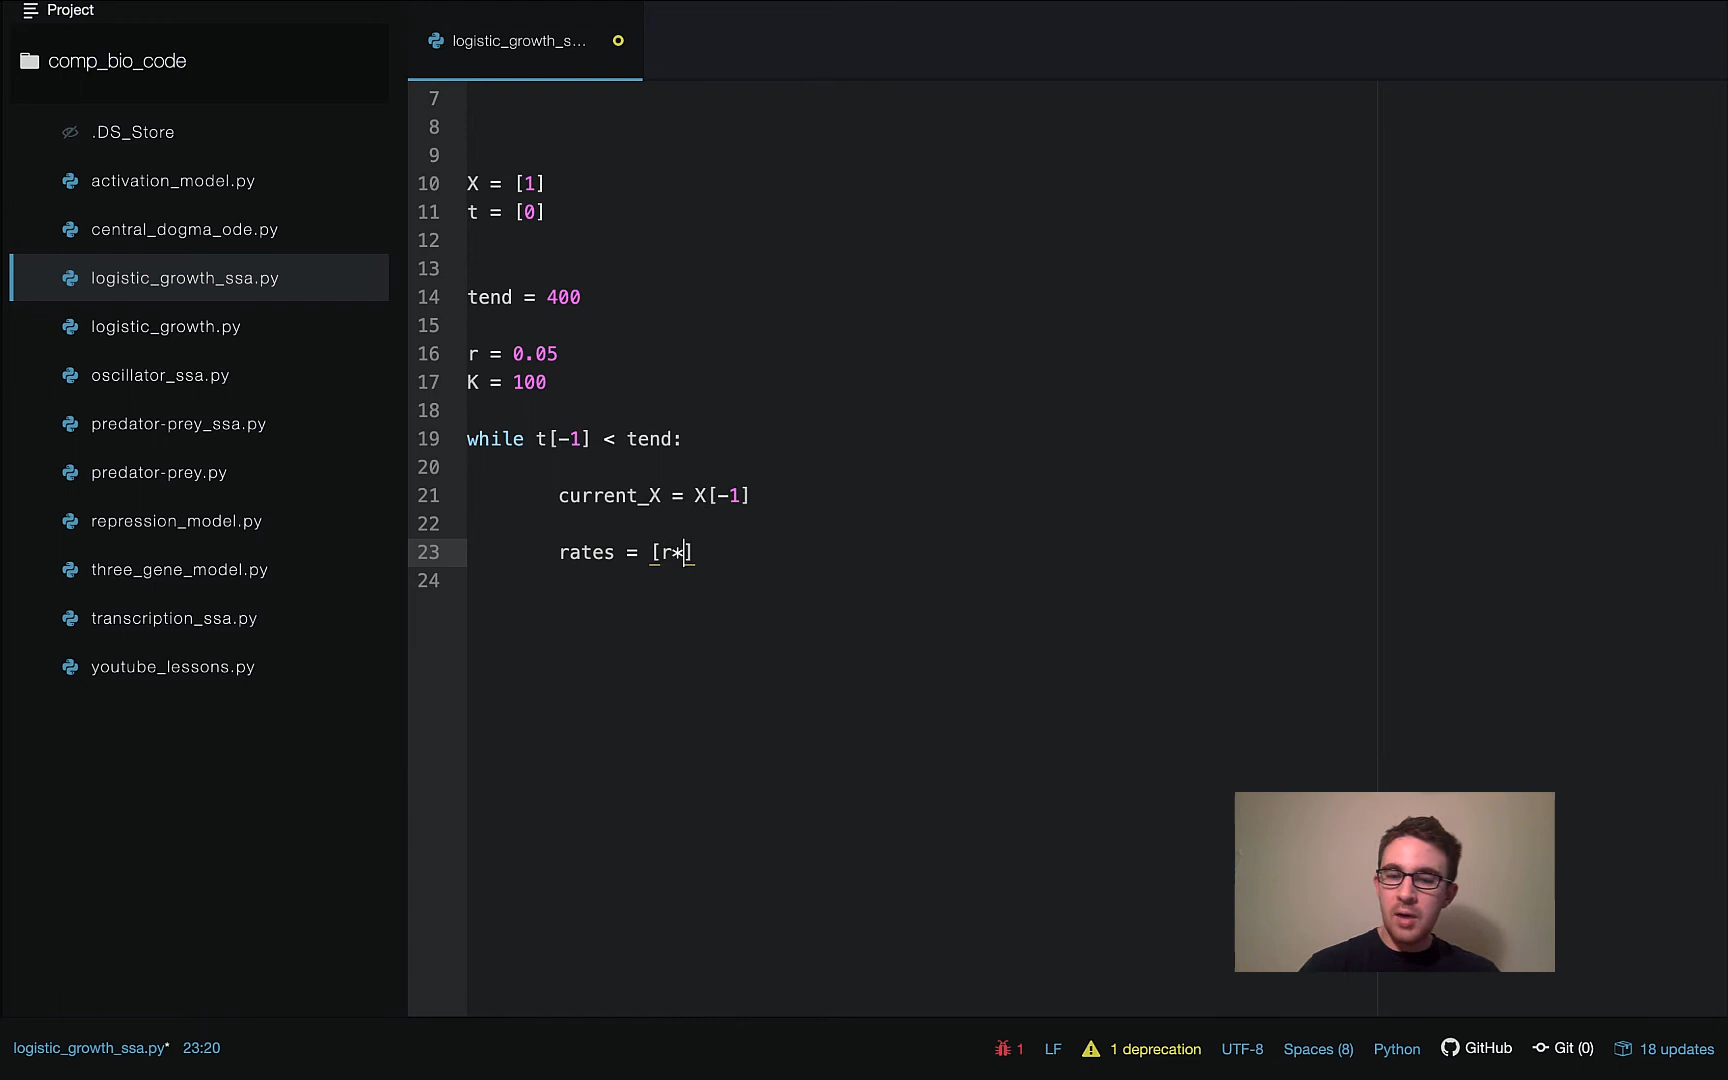 Project
logistic_growth_s...
comp_bio_code
.DS_Store
activation_model.py
central_dogma_ode.py
logistic_growth_ssa.py
logistic_growth.py
oscillator_ssa.py
predator-prey_ssa.py
predator-prey.py
repression_model.py
three_gene_model.py
transcription_ssa.py
youtube_lessons.py
7
8
9
10 X = [1]
11 t = [0]
12
13
14 tend = 400
15
16 r = 0.05
17 K = 100
18
19 while t[-1] < tend:
20
21 current_X = X[-1]
22
23 rates = [r*]
24
logistic_growth_ssa.py* 23:20 1 LF 1 deprecation UTF-8 Spaces (8) Python GitHub Git (0) 18 updates